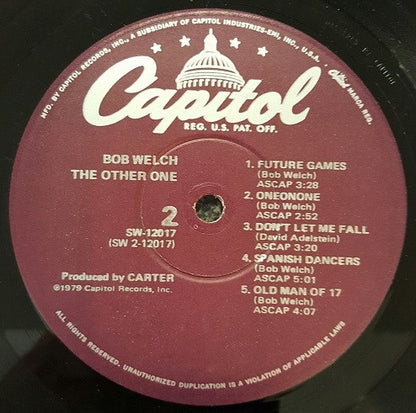 MFD. BY CAPITOL RECORDS, INC., A SUBSIDIARY OF CAPITOL INDUSTRIES-EMI, INC., U.S.A. • Capitol MARCA REG.
Capitol
REG. U.S. PAT. OFF.
BOB WELCH
THE OTHER ONE
2
SW-12017
(SW 2-12017)
Produced by CARTER
℗1979 Capitol Records, Inc.
1. FUTURE GAMES
(Bob Welch)
ASCAP 3:28
2. ONEONONE
(Bob Welch)
ASCAP 2:52
3. DON'T LET ME FALL
(David Adelstein)
ASCAP 3:20
4. SPANISH DANCERS
(Bob Welch)
ASCAP 5:01
5. OLD MAN OF 17
(Bob Welch)
ASCAP 4:07
ALL RIGHTS RESERVED. UNAUTHORIZED DUPLICATION IS A VIOLATION OF APPLICABLE LAWS